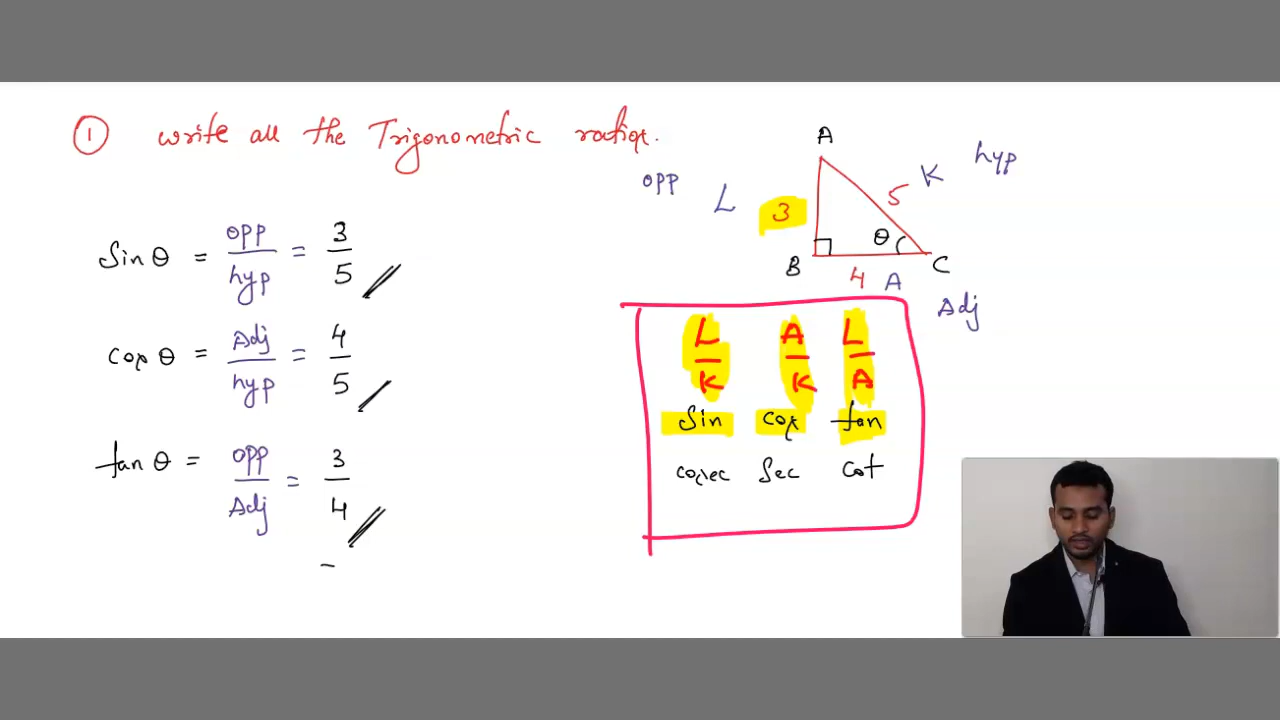 ① Write all the Trigonometric ratios.
Sin θ = opp/hyp = 3/5
cos θ = Adj/hyp = 4/5
tan θ = opp/Adj = 3/4
A
opp L 3 5 K hyp
θ
B 4 A C
Adj
L/K A/K L/A
Sin cos tan
cosec Sec cot